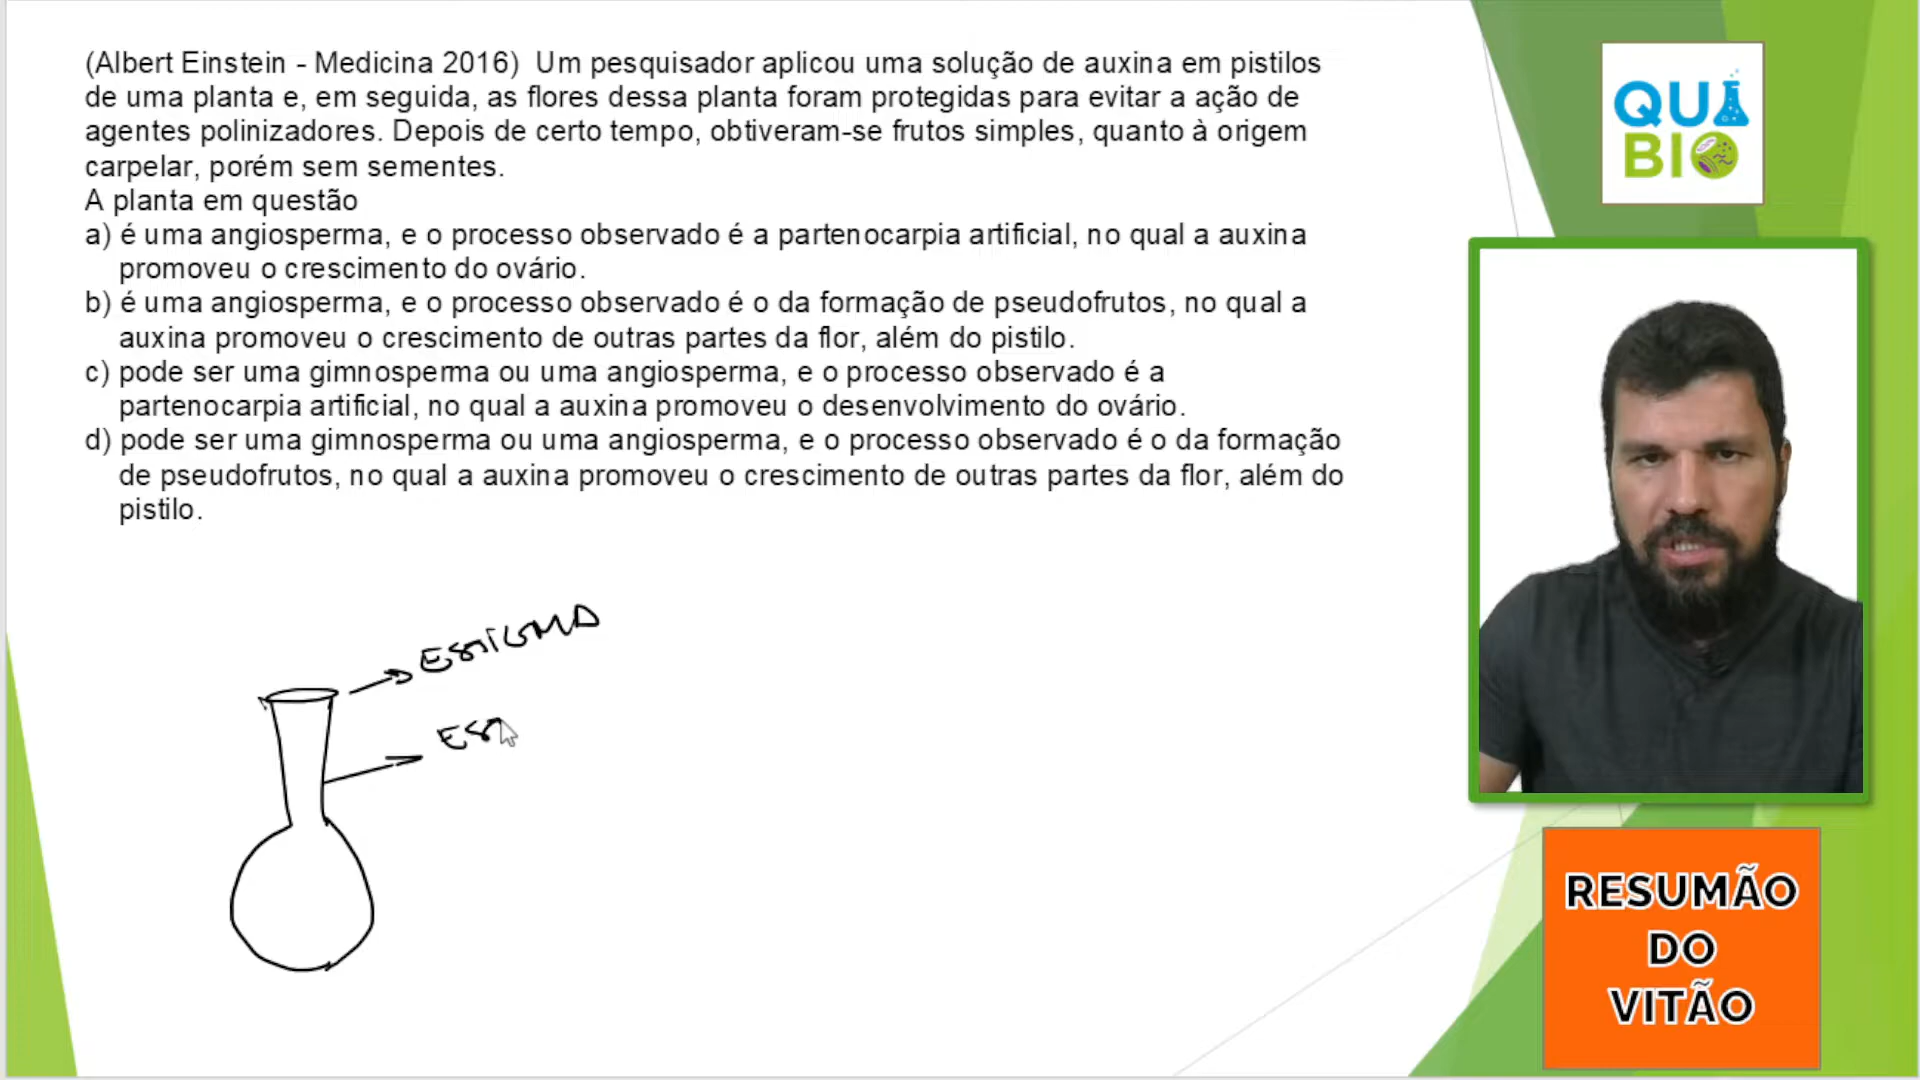 (Albert Einstein - Medicina 2016)  Um pesquisador aplicou uma solução de auxina em pistilos
de uma planta e, em seguida, as flores dessa planta foram protegidas para evitar a ação de
agentes polinizadores. Depois de certo tempo, obtiveram-se frutos simples, quanto à origem
carpelar, porém sem sementes.
A planta em questão
a) é uma angiosperma, e o processo observado é a partenocarpia artificial, no qual a auxina
promoveu o crescimento do ovário.
b) é uma angiosperma, e o processo observado é o da formação de pseudofrutos, no qual a
auxina promoveu o crescimento de outras partes da flor, além do pistilo.
c) pode ser uma gimnosperma ou uma angiosperma, e o processo observado é a
partenocarpia artificial, no qual a auxina promoveu o desenvolvimento do ovário.
d) pode ser uma gimnosperma ou uma angiosperma, e o processo observado é o da formação
de pseudofrutos, no qual a auxina promoveu o crescimento de outras partes da flor, além do
pistilo.
ESTIGMA
EST
QUI
BIO
RESUMÃO
DO
VITÃO